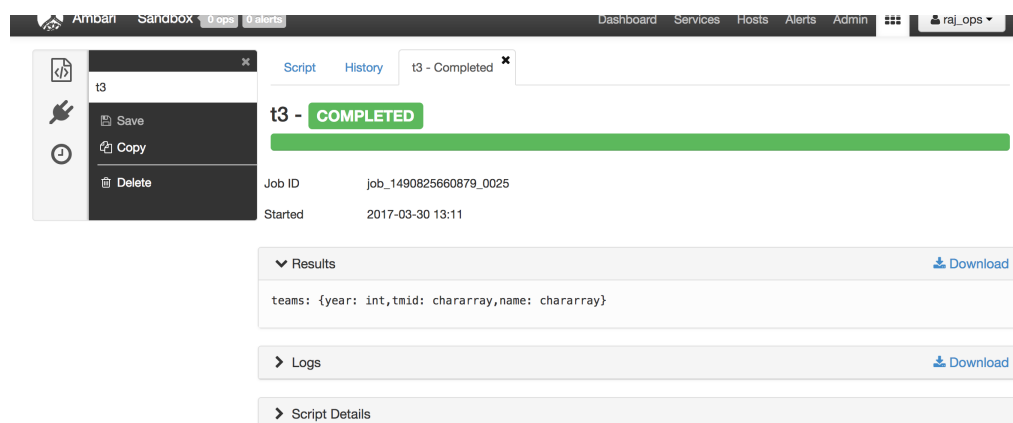 Ambari Sandbox 0 ops 0 alerts Dashboard Services Hosts Alerts Admin raj_ops
t3
Save
Copy
Delete
Script History t3 - Completed
t3 - COMPLETED
Job ID job_1490825660879_0025
Started 2017-03-30 13:11
Results Download
teams: {year: int,tmid: chararray,name: chararray}
Logs Download
Script Details